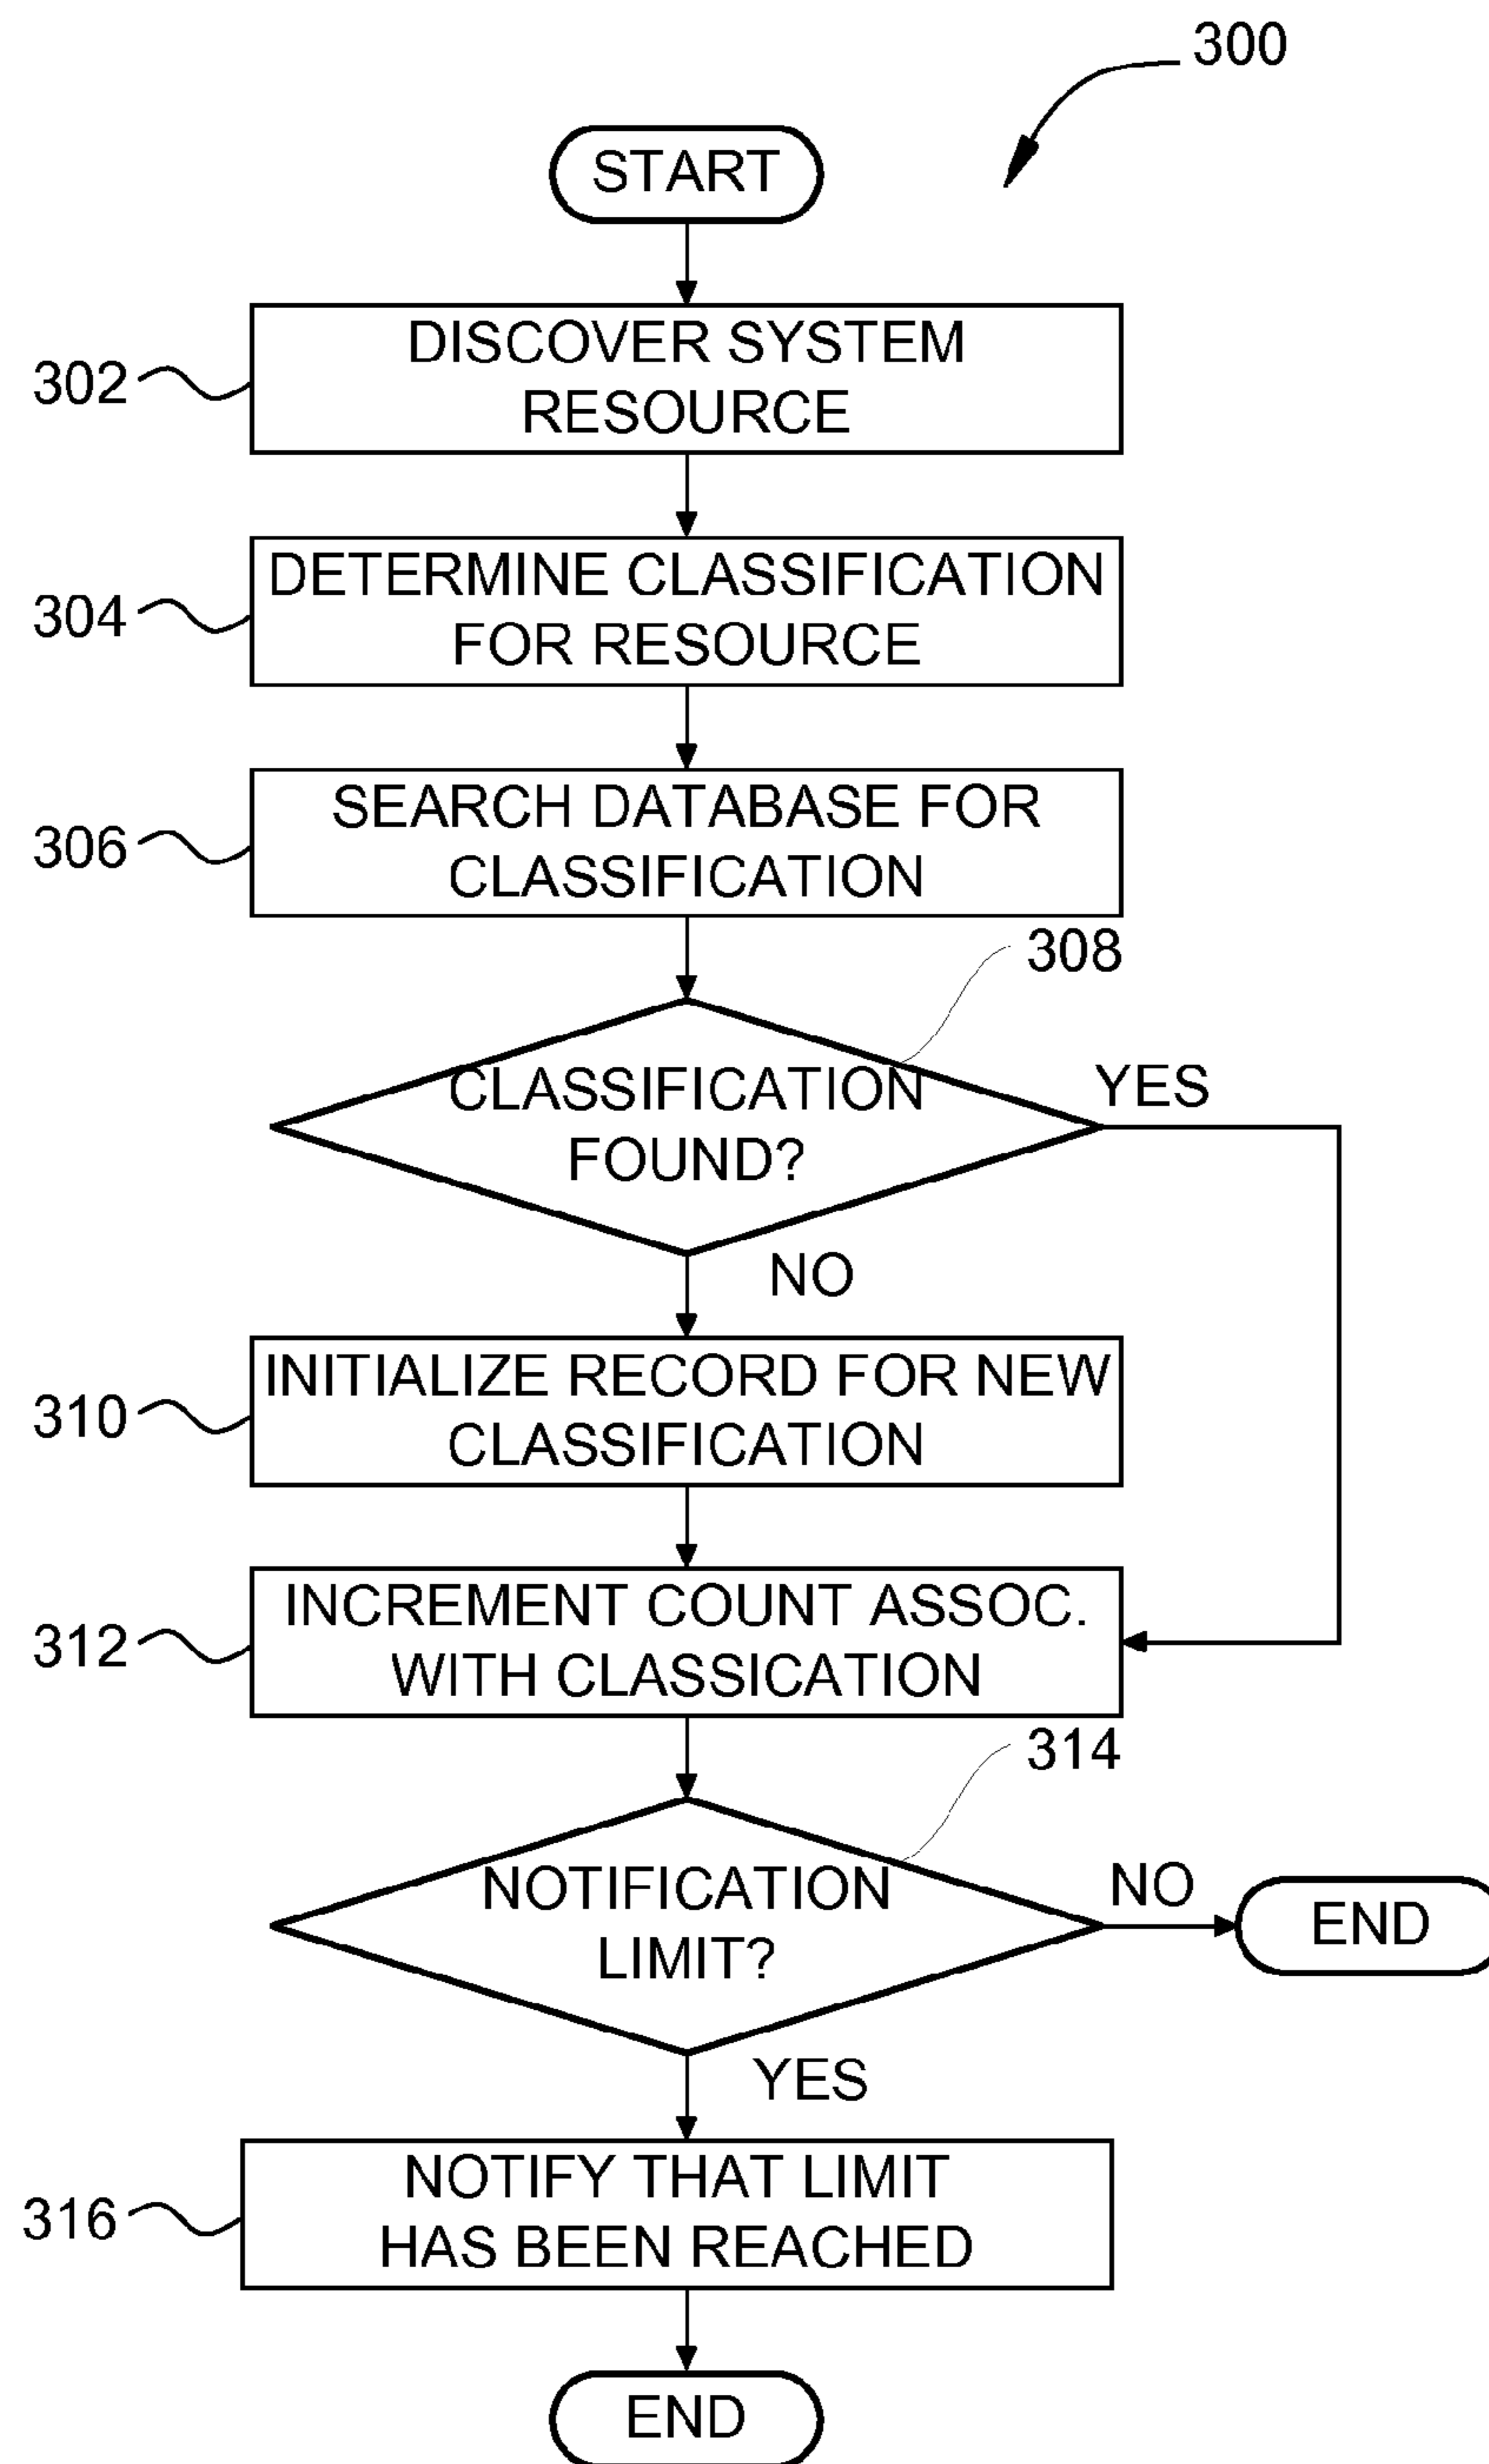 300
START
302
DISCOVER SYSTEM
RESOURCE
304
DETERMINE CLASSIFICATION
FOR RESOURCE
306
SEARCH DATABASE FOR
CLASSIFICATION
308
CLASSIFICATION
FOUND?
YES
NO
310
INITIALIZE RECORD FOR NEW
CLASSIFICATION
312
INCREMENT COUNT ASSOC.
WITH CLASSICATION
314
NOTIFICATION
LIMIT?
NO
END
YES
316
NOTIFY THAT LIMIT
HAS BEEN REACHED
END